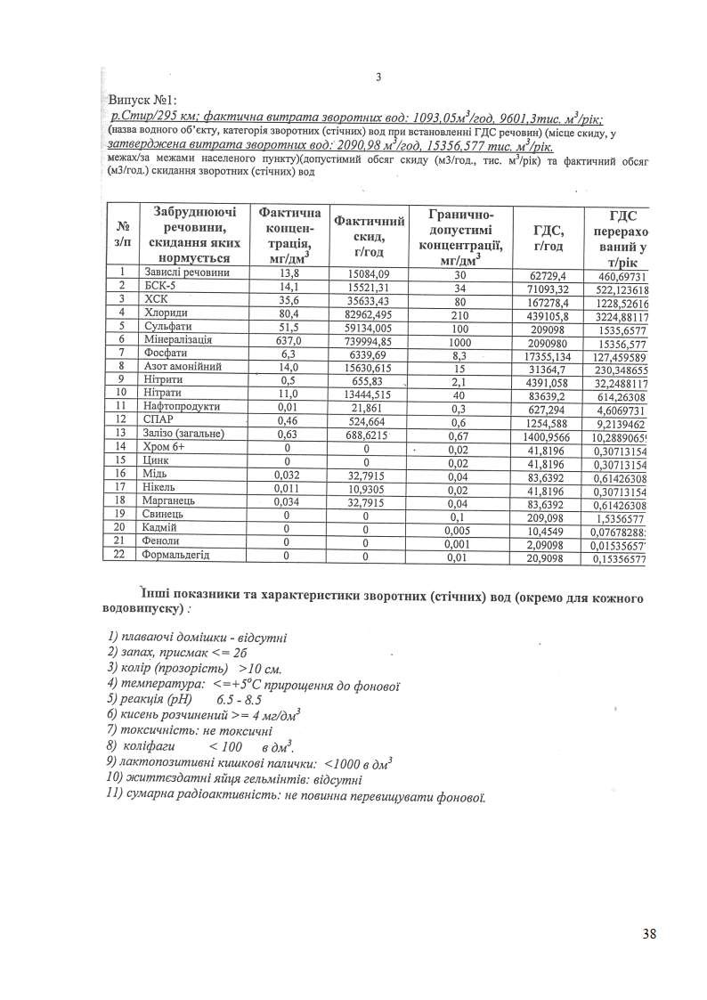 3
Випуск №1:
р.Стир/295 км; фактична витрата зворотних вод: 1093,05м³/год, 9601,3тис. м³/рік;
(назва водного об’єкту, категорія зворотних (стічних) вод при встановленні ГДС речовин) (місце скиду, у
затверджена витрата зворотних вод: 2090,98 м³/год, 15356,577 тис. м³/рік.
межах/за межами населеного пункту)(допустимий обсяг скиду (м3/год., тис. м³/рік) та фактичний обсяг
(м3/год.) скидання зворотних (стічних) вод
№ з/п Забруднюючі речовини, скидання яких нормується Фактична концен-трація, мг/дм³ Фактичний скид, г/год Гранично-допустимі концентрації, мг/дм³ ГДС, г/год ГДС перерахо ваний у т/рік
1 Завислі речовини 13,8 15084,09 30 62729,4 460,69731
2 БСК-5 14,1 15521,31 34 71093,32 522,123618
3 ХСК 35,6 35633,43 80 167278,4 1228,52616
4 Хлориди 80,4 82962,495 210 439105,8 3224,88117
5 Сульфати 51,5 59134,005 100 209098 1535,6577
6 Мінералізація 637,0 739994,85 1000 2090980 15356,577
7 Фосфати 6,3 6339,69 8,3 17355,134 127,459589
8 Азот амонійний 14,0 15630,615 15 31364,7 230,348655
9 Нітрити 0,5 655,83 2,1 4391,058 32,2488117
10 Нітрати 11,0 13444,515 40 83639,2 614,26308
11 Нафтопродукти 0,01 21,861 0,3 627,294 4,6069731
12 СПАР 0,46 524,664 0,6 1254,588 9,2139462
13 Залізо (загальне) 0,63 688,6215 0,67 1400,9566 10,2889065
14 Хром 6+ 0 0 0,02 41,8196 0,30713154
15 Цинк 0 0 0,02 41,8196 0,30713154
16 Мідь 0,032 32,7915 0,04 83,6392 0,61426308
17 Нікель 0,011 10,9305 0,02 41,8196 0,30713154
18 Марганець 0,034 32,7915 0,04 83,6392 0,61426308
19 Свинець 0 0 0,1 209,098 1,5356577
20 Кадмій 0 0 0,005 10,4549 0,07678288
21 Феноли 0 0 0,001 2,09098 0,01535657
22 Формальдегід 0 0 0,01 20,9098 0,15356577
Інші показники та характеристики зворотних (стічних) вод (окремо для кожного
водовипуску) :
1) плаваючі домішки - відсутні
2) запах, присмак <= 2б
3) колір (прозорість) >10 см.
4) температура: <=+5°С прирощення до фонової
5) реакція (рН) 6.5 - 8.5
6) кисень розчинений >= 4 мг/дм³
7) токсичність: не токсичні
8) коліфаги < 100 в дм³.
9) лактопозитивні кишкові палички: <1000 в дм³
10) життєздатні яйця гельмінтів: відсутні
11) сумарна радіоактивність: не повинна перевищувати фонової.
38